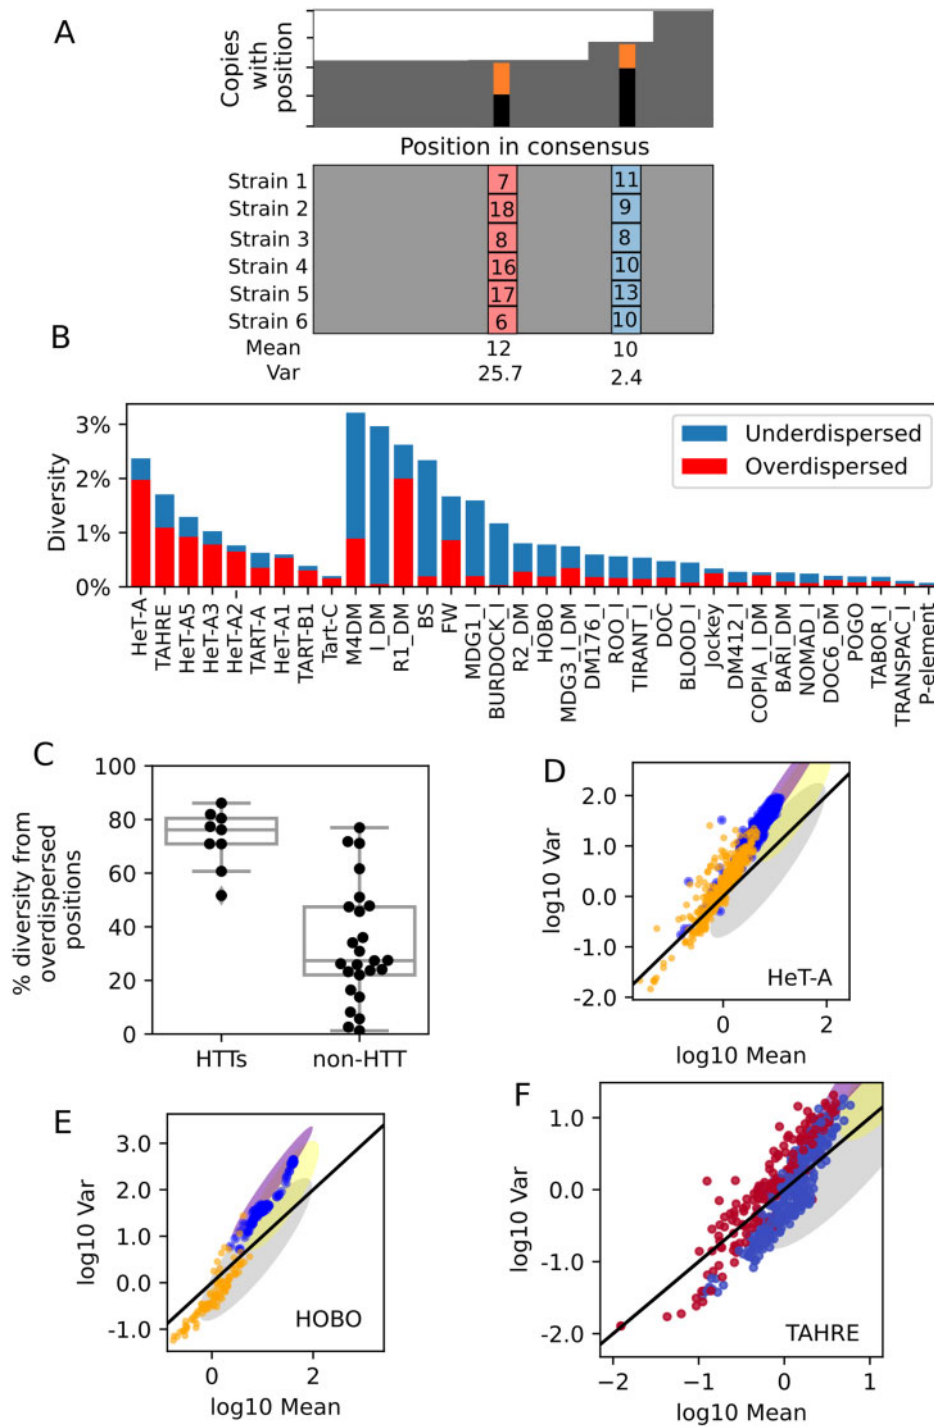 A
Copies
with
position
Position in consensus
Strain 1 7 11
Strain 2 18 9
Strain 3 8 8
Strain 4 16 10
Strain 5 17 13
Strain 6 6 10
Mean 12 10
Var 25.7 2.4
B
Diversity
3%
2%
1%
0%
Underdispersed
Overdispersed
HeT-A
TAHRE
HeT-A5
HeT-A3
HeT-A2
TART-A
HeT-A1
TART-B1
Tart-C
M4DM
I_DM
R1_DM
BS
FW
MDG1_I
BURDOCK_I
R2_DM
HOBO
MDG3_I_DM
DM176_I
ROO_I
TIRANT_I
DOC
BLOOD_I
Jockey
DM412_I
COPIA_I_DM
BARI_DM
NOMAD_I
DOC6_DM
POGO
TABOR_I
TRANSPAC_I
P-element
C
% diversity from
overdispersed
positions
100
80
60
40
20
0
HTTs non-HTT
D
log10 Var
2.0
1.0
0.0
-1.0
-2.0
HeT-A
0 2
log10 Mean
E
log10 Var
3.0
2.0
1.0
0.0
-1.0
HOBO
0 2
log10 Mean
F
log10 Var
1.0
0.0
-1.0
-2.0
TAHRE
−2 −1 0 1
log10 Mean